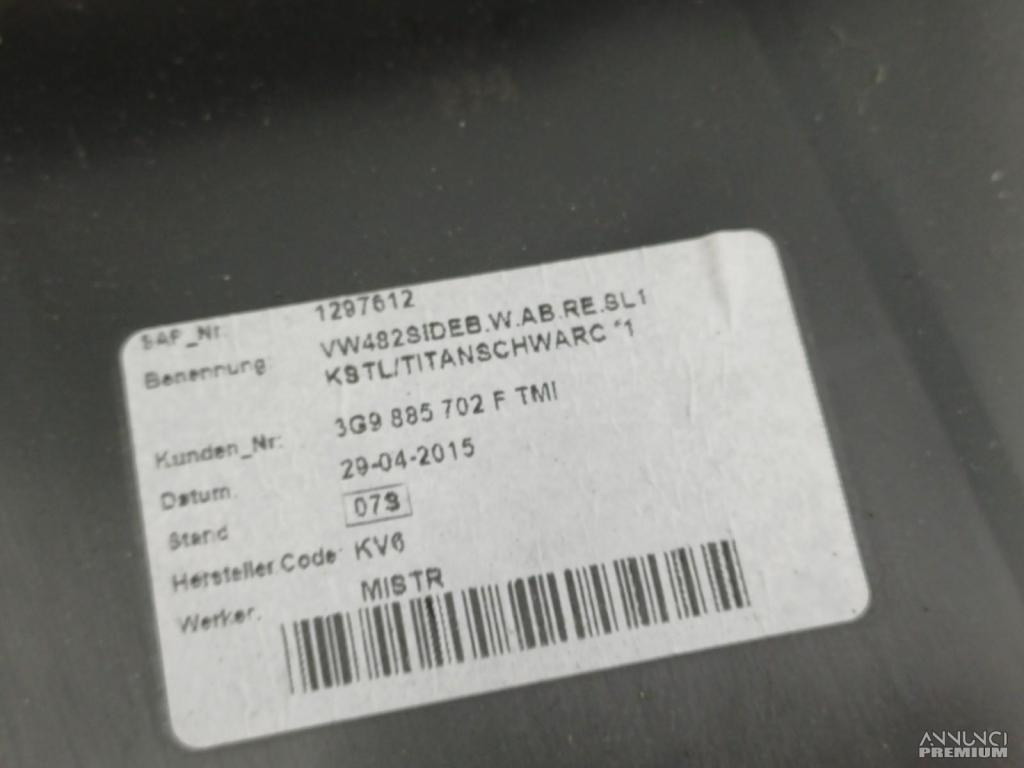 SAP_Nr. 1297612
Benennung: VW482SIDEB.W.AB.RE.SL1
KSTL/TITANSCHWARC *1
Kunden_Nr: 3G9 885 702 F TMI
Datum: 29-04-2015
Stand 07S
Hersteller.Code: KV6
Werker: MISTR
ANNUNCI
PREMIUM